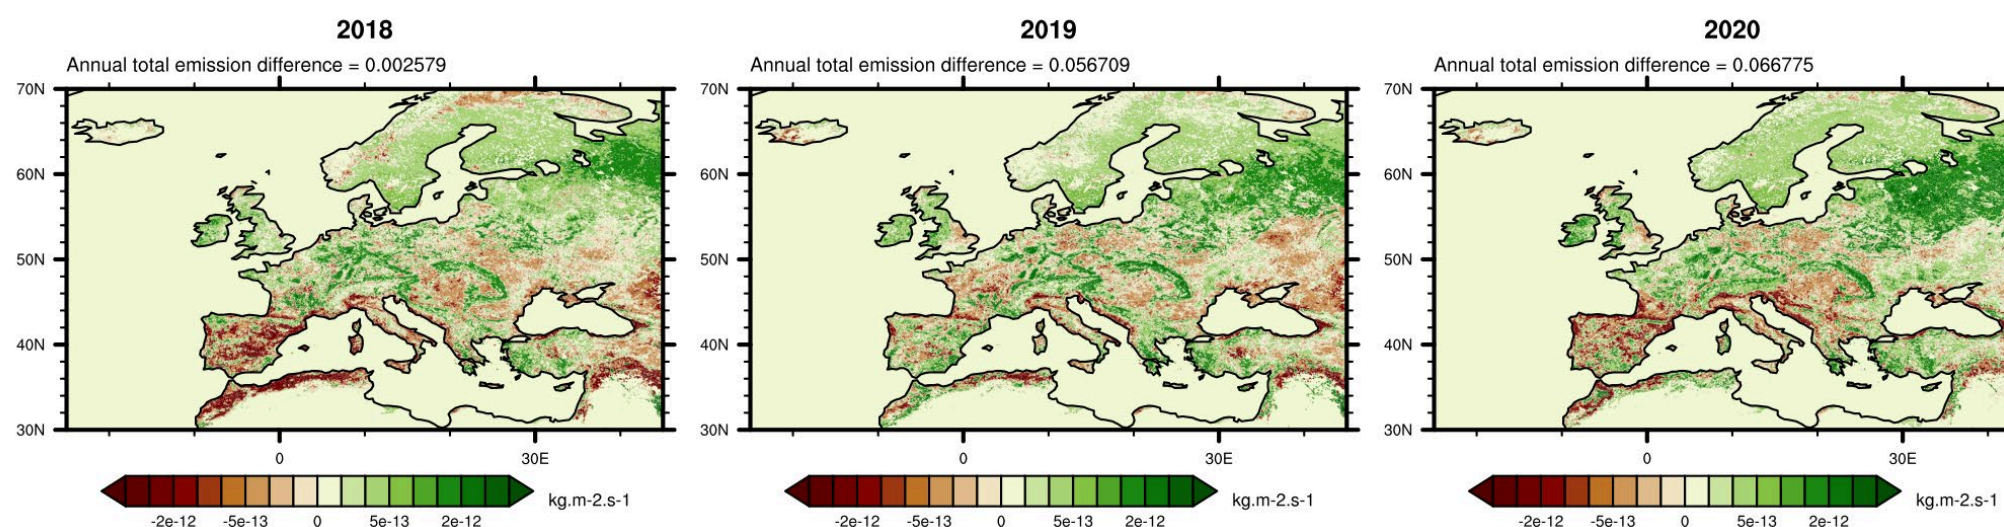 2018
Annual total emission difference = 0.002579
70N
60N
50N
40N
30N
0 30E
-2e-12 -5e-13 0 5e-13 2e-12 kg.m-2.s-1
2019
Annual total emission difference = 0.056709
70N
60N
50N
40N
30N
0 30E
-2e-12 -5e-13 0 5e-13 2e-12 kg.m-2.s-1
2020
Annual total emission difference = 0.066775
70N
60N
50N
40N
30N
0 30E
-2e-12 -5e-13 0 5e-13 2e-12 kg.m-2.s-1